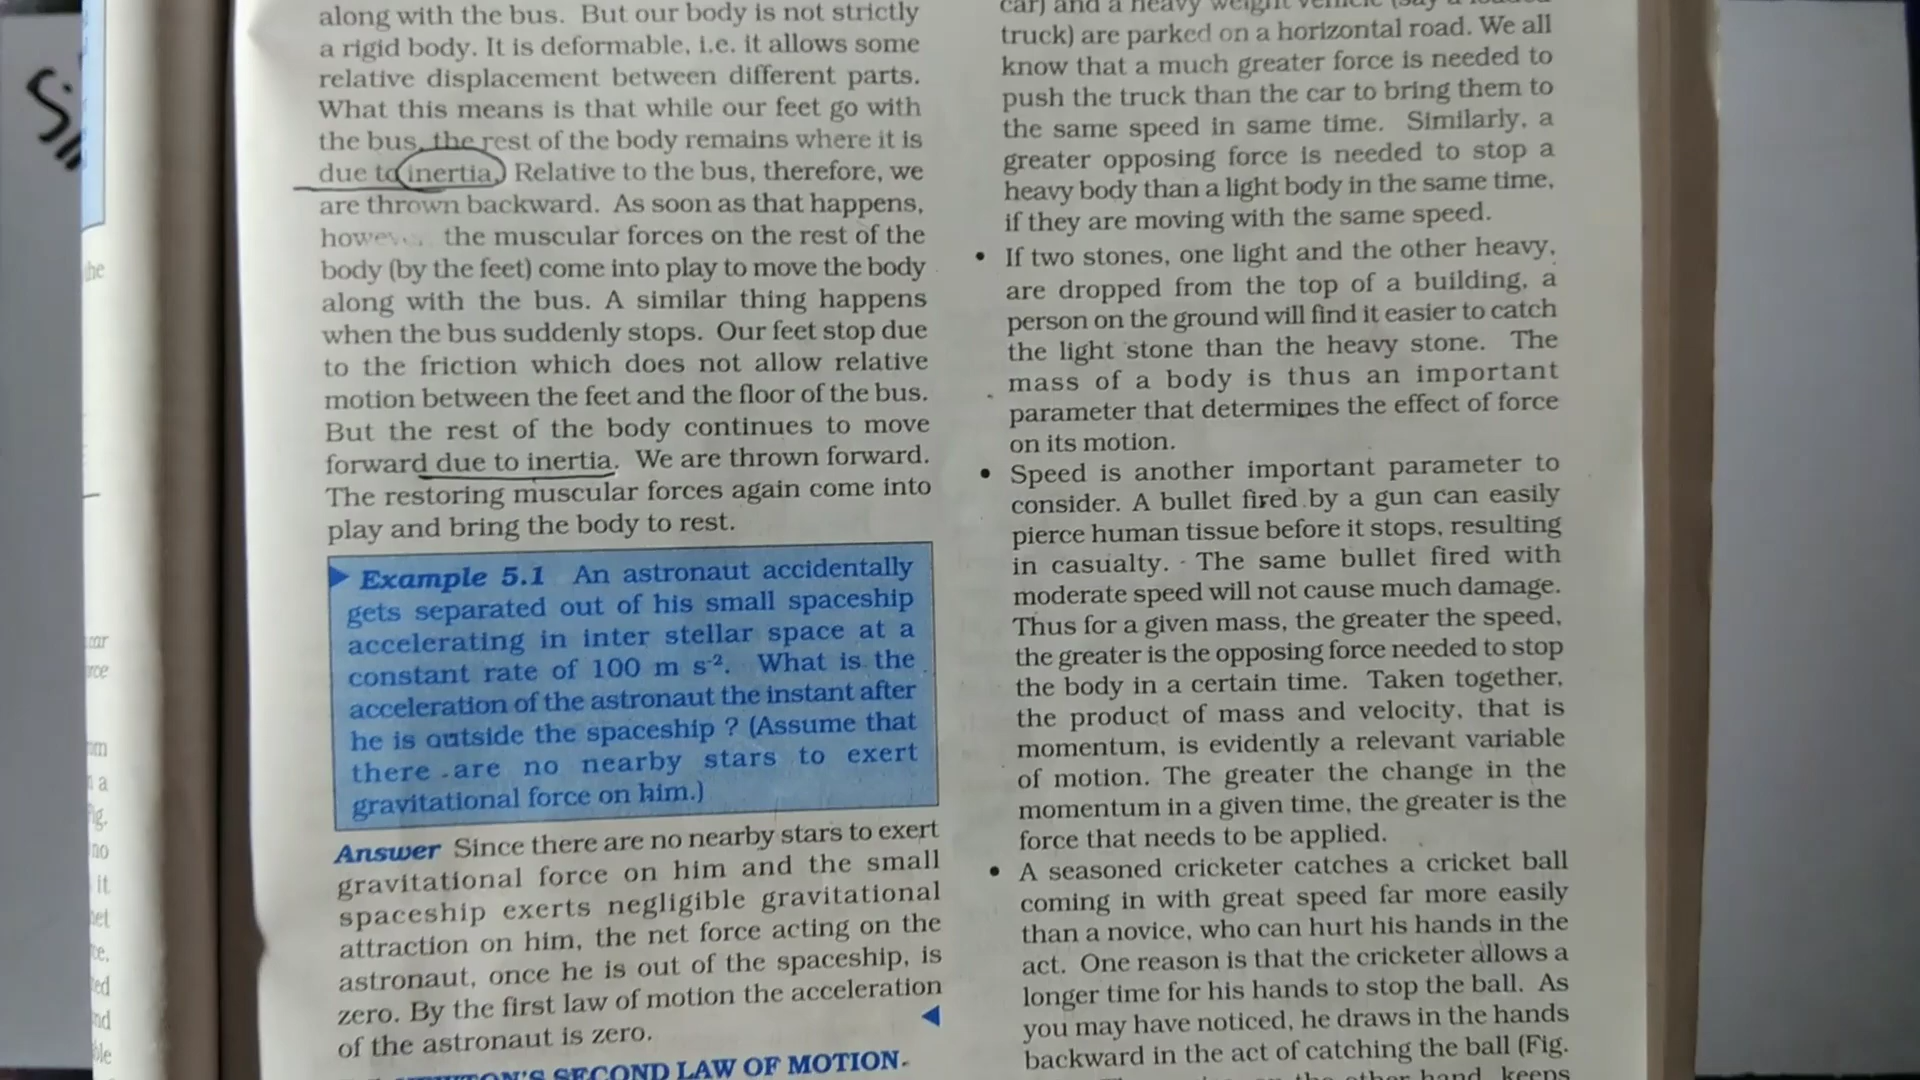 along with the bus. But our body is not strictly
a rigid body. It is deformable, i.e. it allows some
relative displacement between different parts.
What this means is that while our feet go with
the bus, the rest of the body remains where it is
due to inertia. Relative to the bus, therefore, we
are thrown backward. As soon as that happens,
the muscular forces on the rest of the
body (by the feet) come into play to move the body
along with the bus. A similar thing happens
when the bus suddenly stops. Our feet stop due
to the friction which does not allow relative
motion between the feet and the floor of the bus.
But the rest of the body continues to move
forward due to inertia. We are thrown forward.
The restoring muscular forces again come into
play and bring the body to rest.
Example 5.1 An astronaut accidentally
gets separated out of his small spaceship
accelerating in inter stellar space at a
constant rate of 100 m s⁻². What is the
acceleration of the astronaut the instant after
he is outside the spaceship ? (Assume that
there are no nearby stars to exert
gravitational force on him.)
Answer Since there are no nearby stars to exert
gravitational force on him and the small
spaceship exerts negligible gravitational
attraction on him, the net force acting on the
astronaut, once he is out of the spaceship, is
zero. By the first law of motion the acceleration
of the astronaut is zero.
SECOND LAW OF MOTION
car) and a heavy weight vehicle (say a loaded
truck) are parked on a horizontal road. We all
know that a much greater force is needed to
push the truck than the car to bring them to
the same speed in same time. Similarly, a
greater opposing force is needed to stop a
heavy body than a light body in the same time,
if they are moving with the same speed.
• If two stones, one light and the other heavy,
are dropped from the top of a building, a
person on the ground will find it easier to catch
the light stone than the heavy stone. The
mass of a body is thus an important
parameter that determines the effect of force
on its motion.
• Speed is another important parameter to
consider. A bullet fired by a gun can easily
pierce human tissue before it stops, resulting
in casualty. The same bullet fired with
moderate speed will not cause much damage.
Thus for a given mass, the greater the speed,
the greater is the opposing force needed to stop
the body in a certain time. Taken together,
the product of mass and velocity, that is
momentum, is evidently a relevant variable
of motion. The greater the change in the
momentum in a given time, the greater is the
force that needs to be applied.
• A seasoned cricketer catches a cricket ball
coming in with great speed far more easily
than a novice, who can hurt his hands in the
act. One reason is that the cricketer allows a
longer time for his hands to stop the ball. As
you may have noticed, he draws in the hands
backward in the act of catching the ball (Fig.
hand, keeps